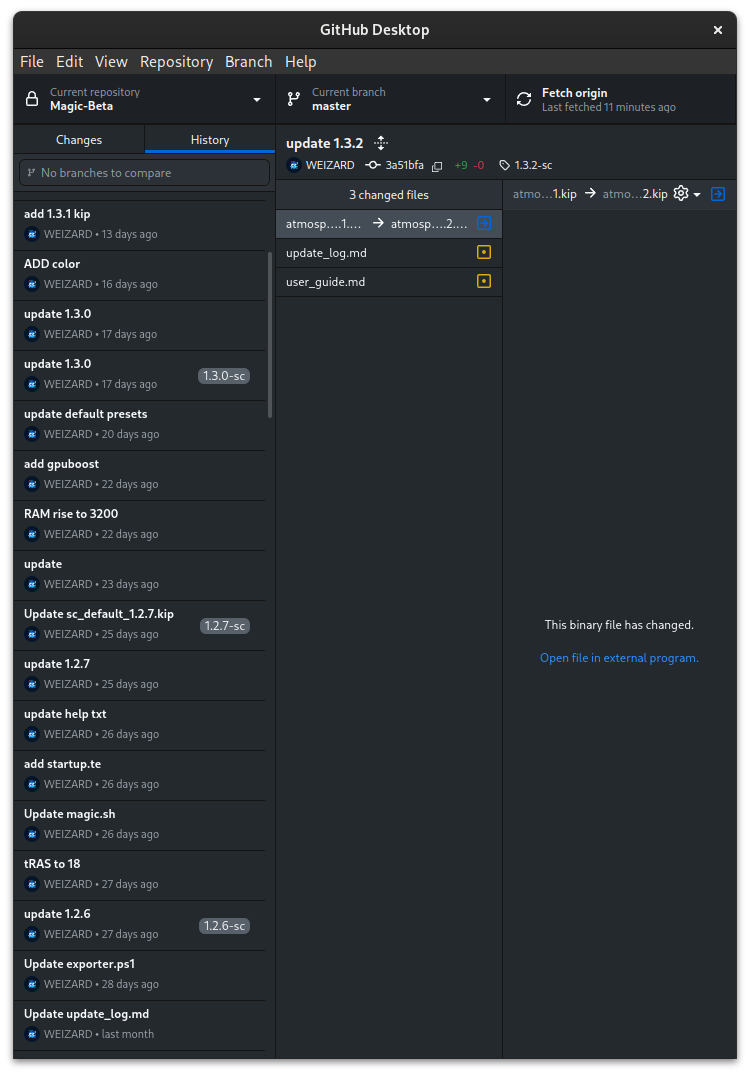 GitHub Desktop
File Edit View Repository Branch Help
Current repository
Magic-Beta
Current branch
master
Fetch origin
Last fetched 11 minutes ago
Changes
History
No branches to compare
add 1.3.1 kip
WEIZARD • 13 days ago
ADD color
WEIZARD • 16 days ago
update 1.3.0
WEIZARD • 17 days ago
update 1.3.0
WEIZARD • 17 days ago
1.3.0-sc
update default presets
WEIZARD • 20 days ago
add gpuboost
WEIZARD • 22 days ago
RAM rise to 3200
WEIZARD • 22 days ago
update
WEIZARD • 23 days ago
Update sc_default_1.2.7.kip
WEIZARD • 25 days ago
1.2.7-sc
update 1.2.7
WEIZARD • 25 days ago
update help txt
WEIZARD • 26 days ago
add startup.te
WEIZARD • 26 days ago
Update magic.sh
WEIZARD • 26 days ago
tRAS to 18
WEIZARD • 27 days ago
update 1.2.6
WEIZARD • 27 days ago
1.2.6-sc
Update exporter.ps1
WEIZARD • 28 days ago
Update update_log.md
WEIZARD • last month
update 1.3.2
WEIZARD 3a51bfa +9 -0 1.3.2-sc
3 changed files
atmosp….1.… → atmosp….2.…
update_log.md
user_guide.md
atmo…1.kip → atmo…2.kip
This binary file has changed.
Open file in external program.